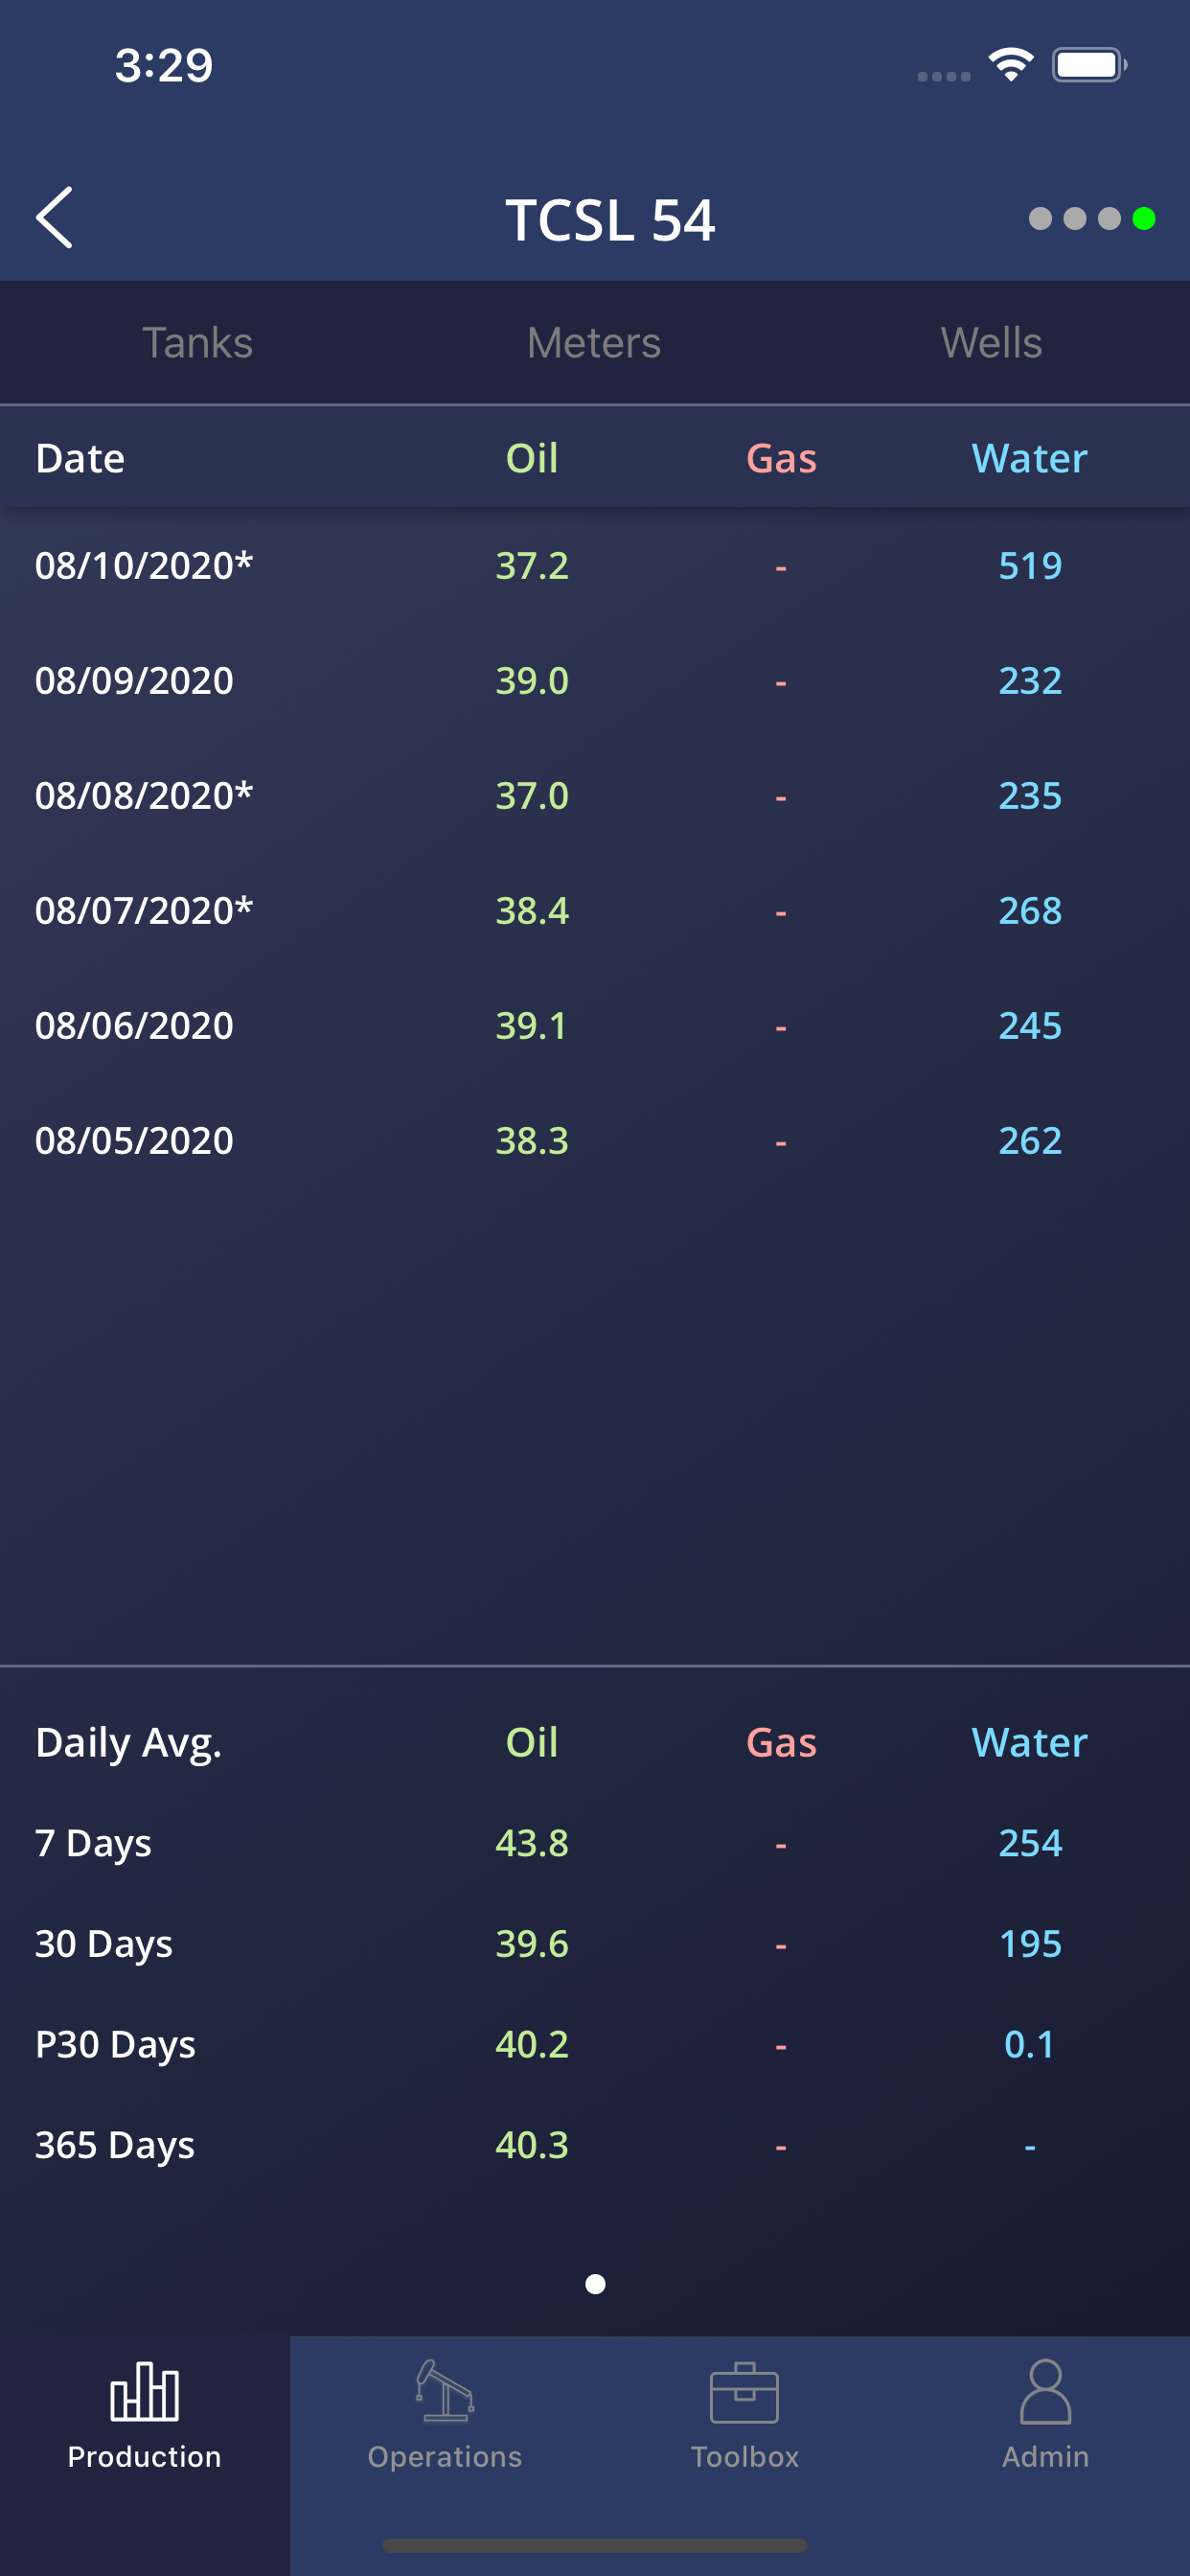 3:29
TCSL 54
Tanks Meters Wells
Date Oil Gas Water
08/10/2020* 37.2 - 519
08/09/2020 39.0 - 232
08/08/2020* 37.0 - 235
08/07/2020* 38.4 - 268
08/06/2020 39.1 - 245
08/05/2020 38.3 - 262
Daily Avg. Oil Gas Water
7 Days 43.8 - 254
30 Days 39.6 - 195
P30 Days 40.2 - 0.1
365 Days 40.3 - -
Production Operations Toolbox Admin